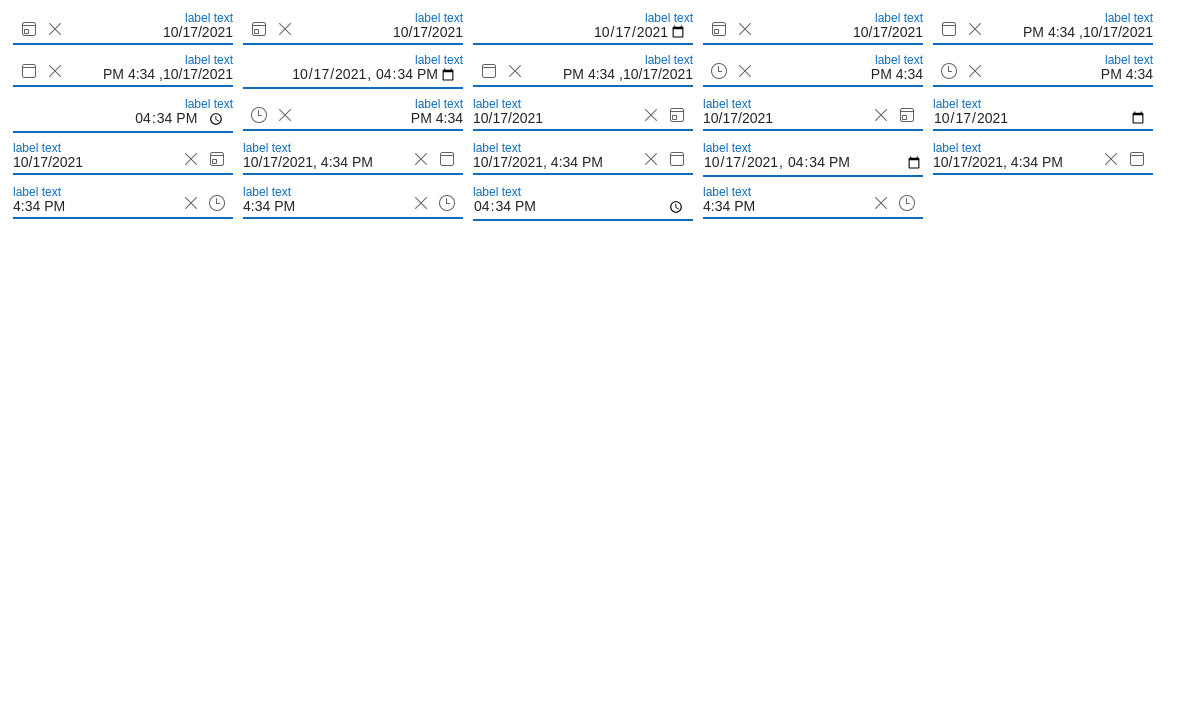 label text label text label text label text label text
10/17/2021 10/17/2021 10/17/2021 10/17/2021 PM 4:34 ,10/17/2021
label text label text label text label text label text
PM 4:34 ,10/17/2021 10/17/2021, 04:34 PM PM 4:34 ,10/17/2021 PM 4:34 PM 4:34
label text label text label text label text label text
04:34 PM PM 4:34 10/17/2021 10/17/2021 10/17/2021
label text label text label text label text label text
10/17/2021 10/17/2021, 4:34 PM 10/17/2021, 4:34 PM 10/17/2021, 04:34 PM 10/17/2021, 4:34 PM
label text label text label text label text
4:34 PM 4:34 PM 04:34 PM 4:34 PM